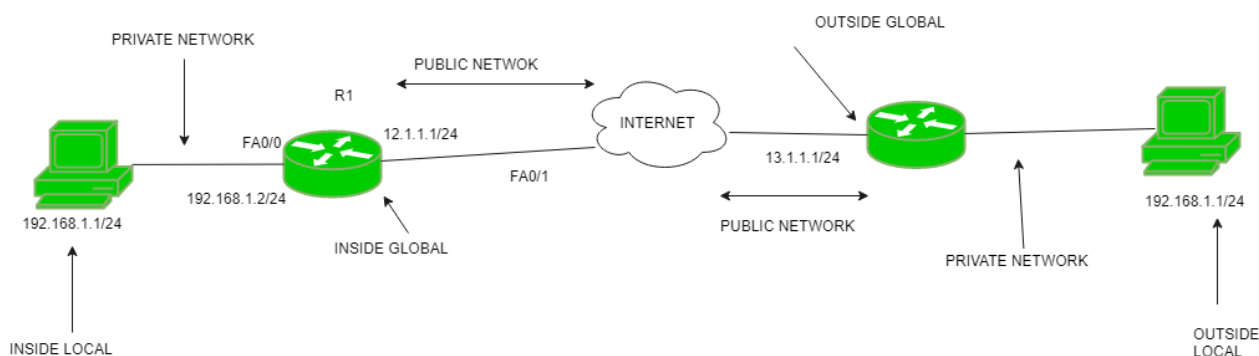 OUTSIDE GLOBAL
PRIVATE NETWORK
PUBLIC NETWOK
R1
INTERNET
12.1.1.1/24
FA0/0
13.1.1.1/24
FA0/1
192.168.1.2/24
192.168.1.1/24
192.168.1.1/24
PUBLIC NETWORK
INSIDE GLOBAL
PRIVATE NETWORK
INSIDE LOCAL
OUTSIDE
LOCAL